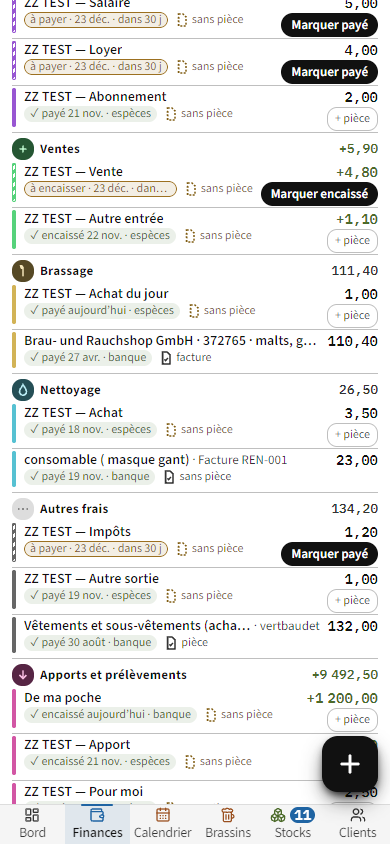 ZZ TEST — Salaire 5,00
à payer · 23 déc. · dans 30 j sans pièce Marquer payé
ZZ TEST — Loyer 4,00
à payer · 23 déc. · dans 30 j sans pièce Marquer payé
ZZ TEST — Abonnement 2,00
✓ payé 21 nov. · espèces sans pièce + pièce
Ventes +5,90
ZZ TEST — Vente +4,80
à encaisser · 23 déc. · dan… sans pièce Marquer encaissé
ZZ TEST — Autre entrée +1,10
✓ encaissé 22 nov. · espèces sans pièce + pièce
Brassage 111,40
ZZ TEST — Achat du jour 1,00
✓ payé aujourd’hui · espèces sans pièce + pièce
Brau- und Rauchshop GmbH · 372765 · malts, g… 110,40
✓ payé 27 avr. · banque facture
Nettoyage 26,50
ZZ TEST — Achat 3,50
✓ payé 18 nov. · espèces sans pièce + pièce
consomable ( masque gant) · Facture REN-001 23,00
✓ payé 19 nov. · banque sans pièce
Autres frais 134,20
ZZ TEST — Impôts 1,20
à payer · 23 déc. · dans 30 j sans pièce Marquer payé
ZZ TEST — Autre sortie 1,00
✓ payé 19 nov. · espèces sans pièce + pièce
Vêtements et sous-vêtements (acha… · vertbaudet 132,00
✓ payé 30 août · banque pièce
Apports et prélèvements +9 492,50
De ma poche +1 200,00
✓ encaissé aujourd’hui · banque sans pièce + pièce
ZZ TEST — Apport
✓ encaissé 21 nov. · espèces sans pièce
ZZ TEST — Pour moi
11
Bord Finances Calendrier Brassins Stocks Clients